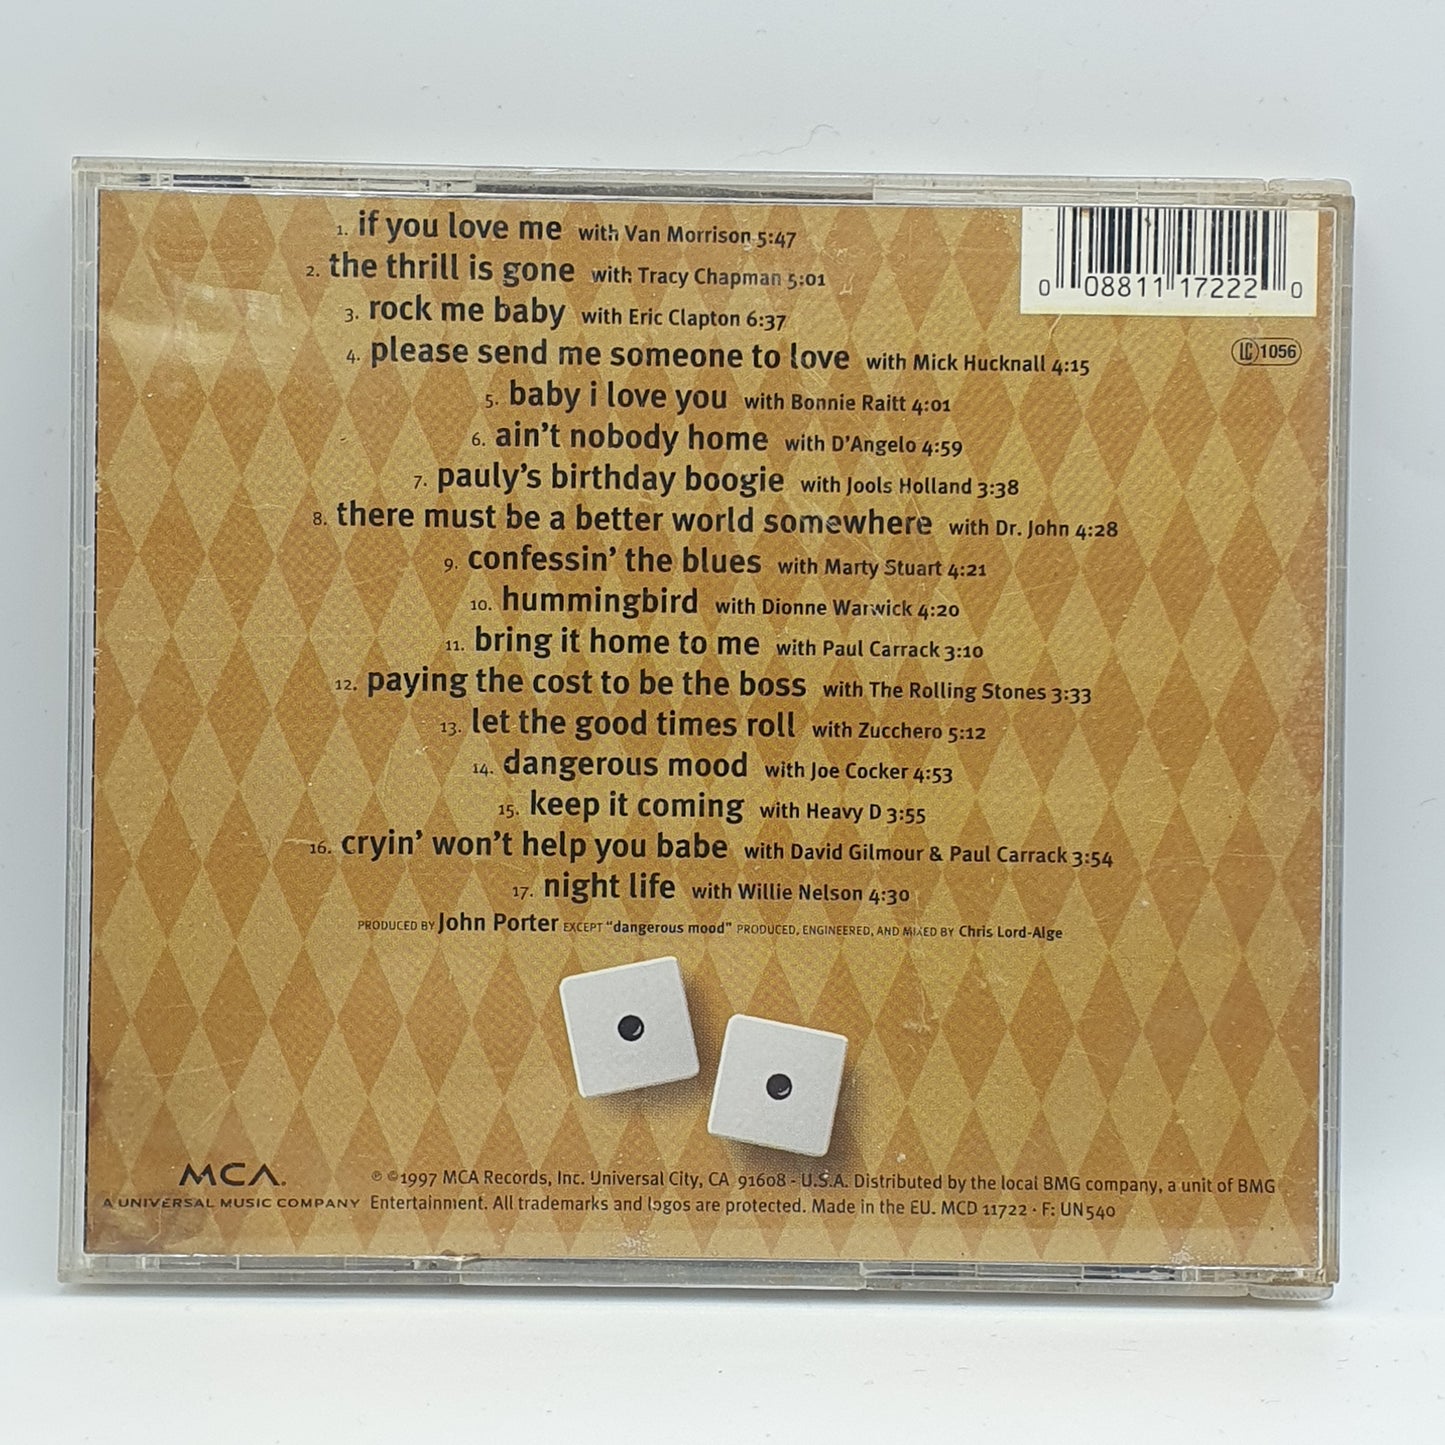 1. if you love me with Van Morrison 5:47
2. the thrill is gone with Tracy Chapman 5:01
3. rock me baby with Eric Clapton 6:37
4. please send me someone to love with Mick Hucknall 4:15
5. baby i love you with Bonnie Raitt 4:01
6. ain't nobody home with D'Angelo 4:59
7. pauly's birthday boogie with Jools Holland 3:38
8. there must be a better world somewhere with Dr. John 4:28
9. confessin' the blues with Marty Stuart 4:21
10. hummingbird with Dionne Warwick 4:20
11. bring it home to me with Paul Carrack 3:10
12. paying the cost to be the boss with The Rolling Stones 3:33
13. let the good times roll with Zucchero 5:12
14. dangerous mood with Joe Cocker 4:53
15. keep it coming with Heavy D 3:55
16. cryin' won't help you babe with David Gilmour & Paul Carrack 3:54
17. night life with Willie Nelson 4:30
PRODUCED BY John Porter EXCEPT "dangerous mood" PRODUCED, ENGINEERED, AND MIXED BY Chris Lord-Alge
0 08811 17222 0
LC 1056
MCA.
A UNIVERSAL MUSIC COMPANY
℗ ©1997 MCA Records, Inc. Universal City, CA 91608 - U.S.A. Distributed by the local BMG company, a unit of BMG
Entertainment. All trademarks and logos are protected. Made in the EU. MCD 11722 · F: UN540